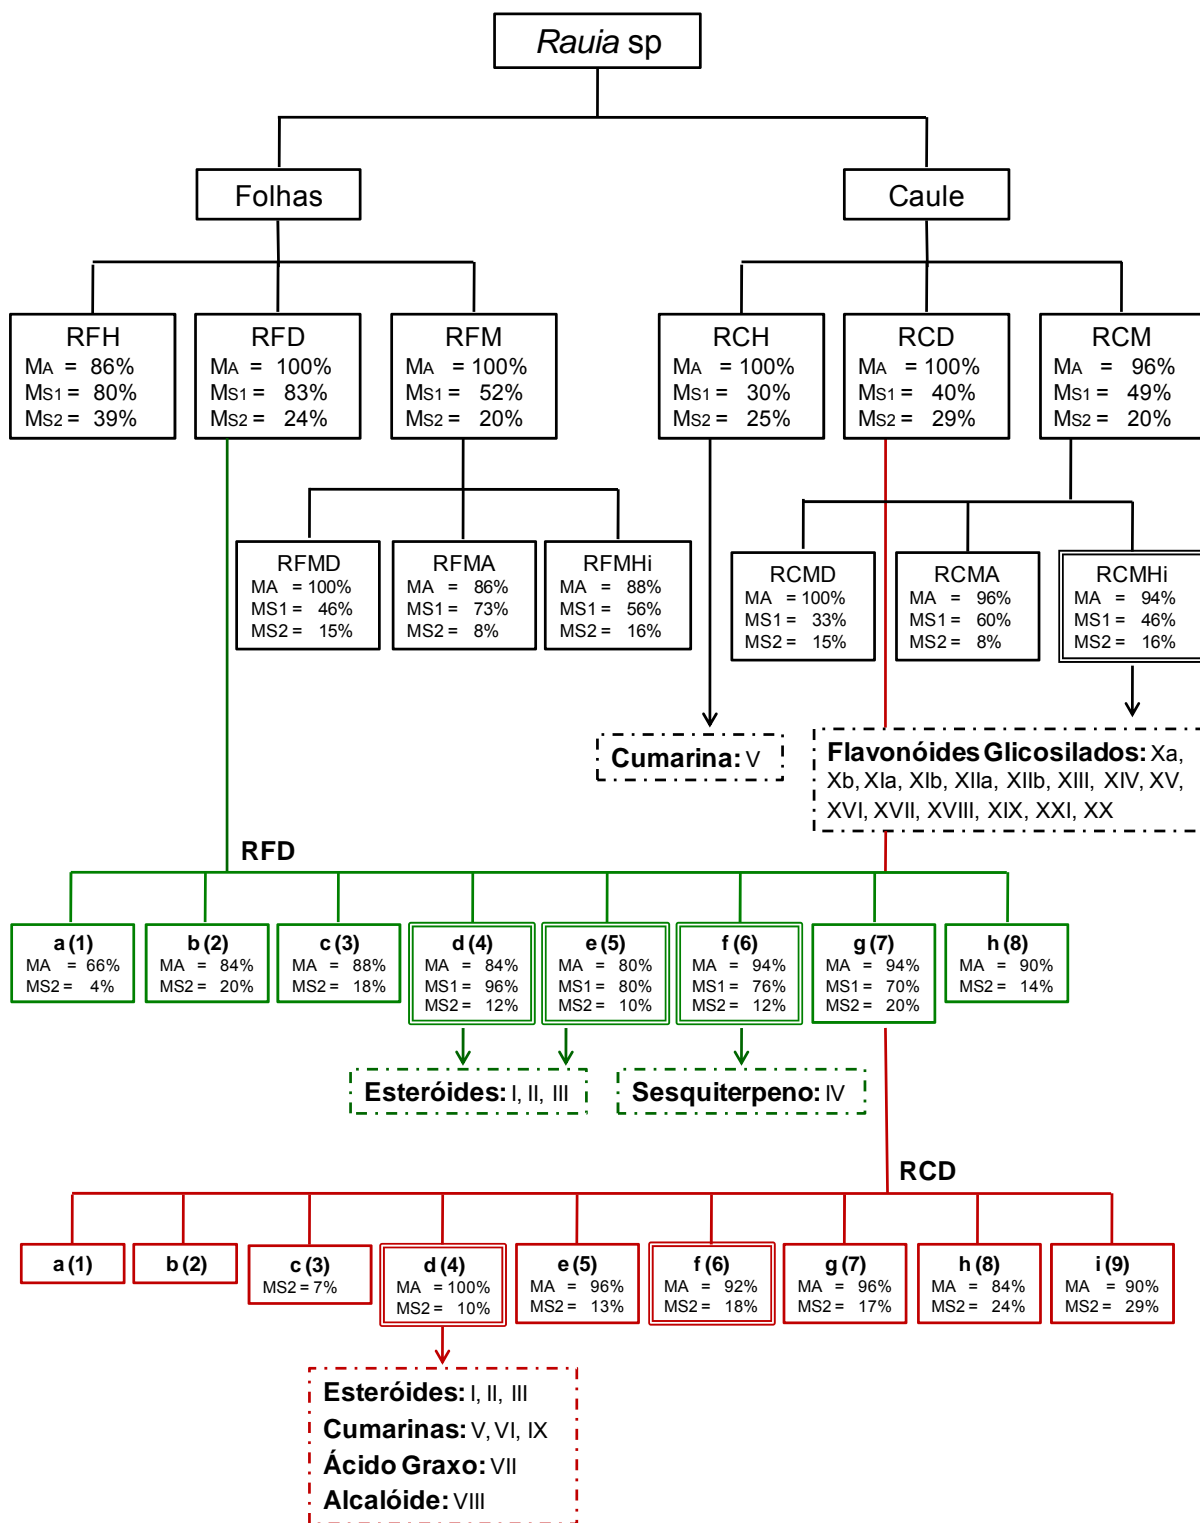 Rauia sp
Folhas
Caule
RFH
MA = 86%
MS1 = 80%
MS2 = 39%
RFD
MA = 100%
MS1 = 83%
MS2 = 24%
RFM
MA = 100%
MS1 = 52%
MS2 = 20%
RCH
MA = 100%
MS1 = 30%
MS2 = 25%
RCD
MA = 100%
MS1 = 40%
MS2 = 29%
RCM
MA = 96%
MS1 = 49%
MS2 = 20%
RFMD
MA = 100%
MS1 = 46%
MS2 = 15%
RFMA
MA = 86%
MS1 = 73%
MS2 = 8%
RFMHi
MA = 88%
MS1 = 56%
MS2 = 16%
RCMD
MA = 100%
MS1 = 33%
MS2 = 15%
RCMA
MA = 96%
MS1 = 60%
MS2 = 8%
RCMHi
MA = 94%
MS1 = 46%
MS2 = 16%
Cumarina: V
Flavonóides Glicosilados: Xa,
Xb, XIa, XIb, XIIa, XIIb, XIII, XIV, XV,
XVI, XVII, XVIII, XIX, XXI, XX
RFD
a (1)
MA = 66%
MS2 = 4%
b (2)
MA = 84%
MS2 = 20%
c (3)
MA = 88%
MS2 = 18%
d (4)
MA = 84%
MS1 = 96%
MS2 = 12%
e (5)
MA = 80%
MS1 = 80%
MS2 = 10%
f (6)
MA = 94%
MS1 = 76%
MS2 = 12%
g (7)
MA = 94%
MS1 = 70%
MS2 = 20%
h (8)
MA = 90%
MS2 = 14%
Esteróides: I, II, III
Sesquiterpeno: IV
RCD
a (1)
b (2)
c (3)
MS2 = 7%
d (4)
MA = 100%
MS2 = 10%
e (5)
MA = 96%
MS2 = 13%
f (6)
MA = 92%
MS2 = 18%
g (7)
MA = 96%
MS2 = 17%
h (8)
MA = 84%
MS2 = 24%
i (9)
MA = 90%
MS2 = 29%
Esteróides: I, II, III
Cumarinas: V, VI, IX
Ácido Graxo: VII
Alcalóide: VIII